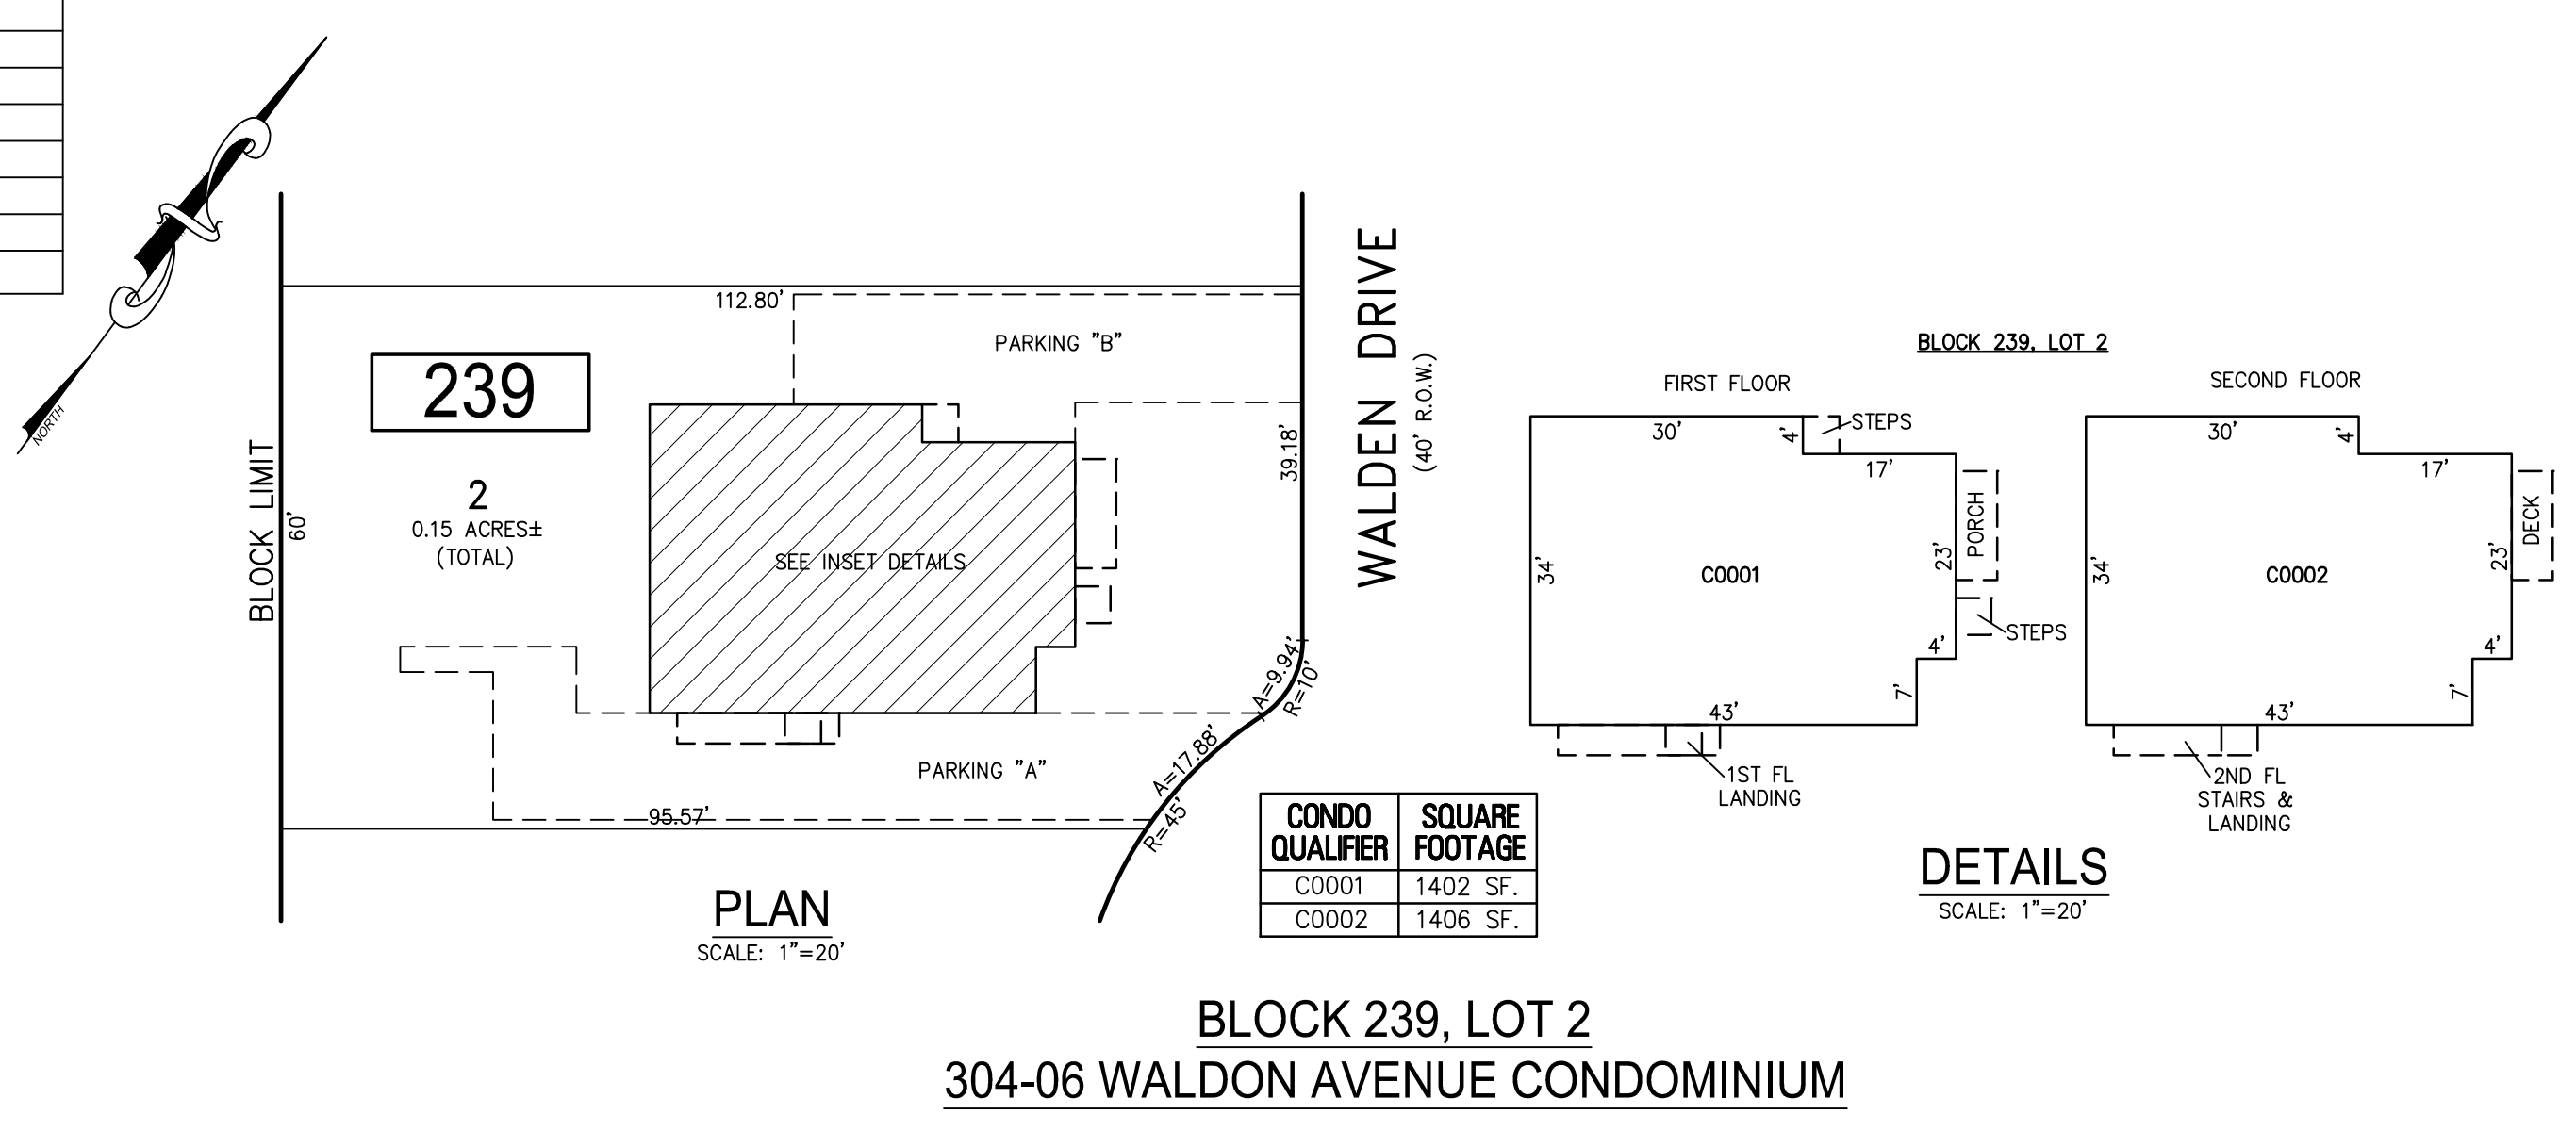 NORTH
BLOCK LIMIT
60'
112.80'
PARKING "B"
239
2
0.15 ACRES±
(TOTAL)
SEE INSET DETAILS
39.18'
WALDEN DRIVE
(40' R.O.W.)
A=9.94'
R=10'
A=17.88'
R=45'
PARKING "A"
95.57'
PLAN
SCALE: 1"=20'
BLOCK 239, LOT 2
FIRST FLOOR
30'
4'
STEPS
17'
34'
C0001
23'
PORCH
STEPS
4'
7'
43'
1ST FL
LANDING
SECOND FLOOR
30'
4'
17'
34'
C0002
23'
DECK
4'
7'
43'
2ND FL
STAIRS &
LANDING
DETAILS
SCALE: 1"=20'
CONDO QUALIFIER SQUARE FOOTAGE
C0001 1402 SF.
C0002 1406 SF.
BLOCK 239, LOT 2
304-06 WALDON AVENUE CONDOMINIUM